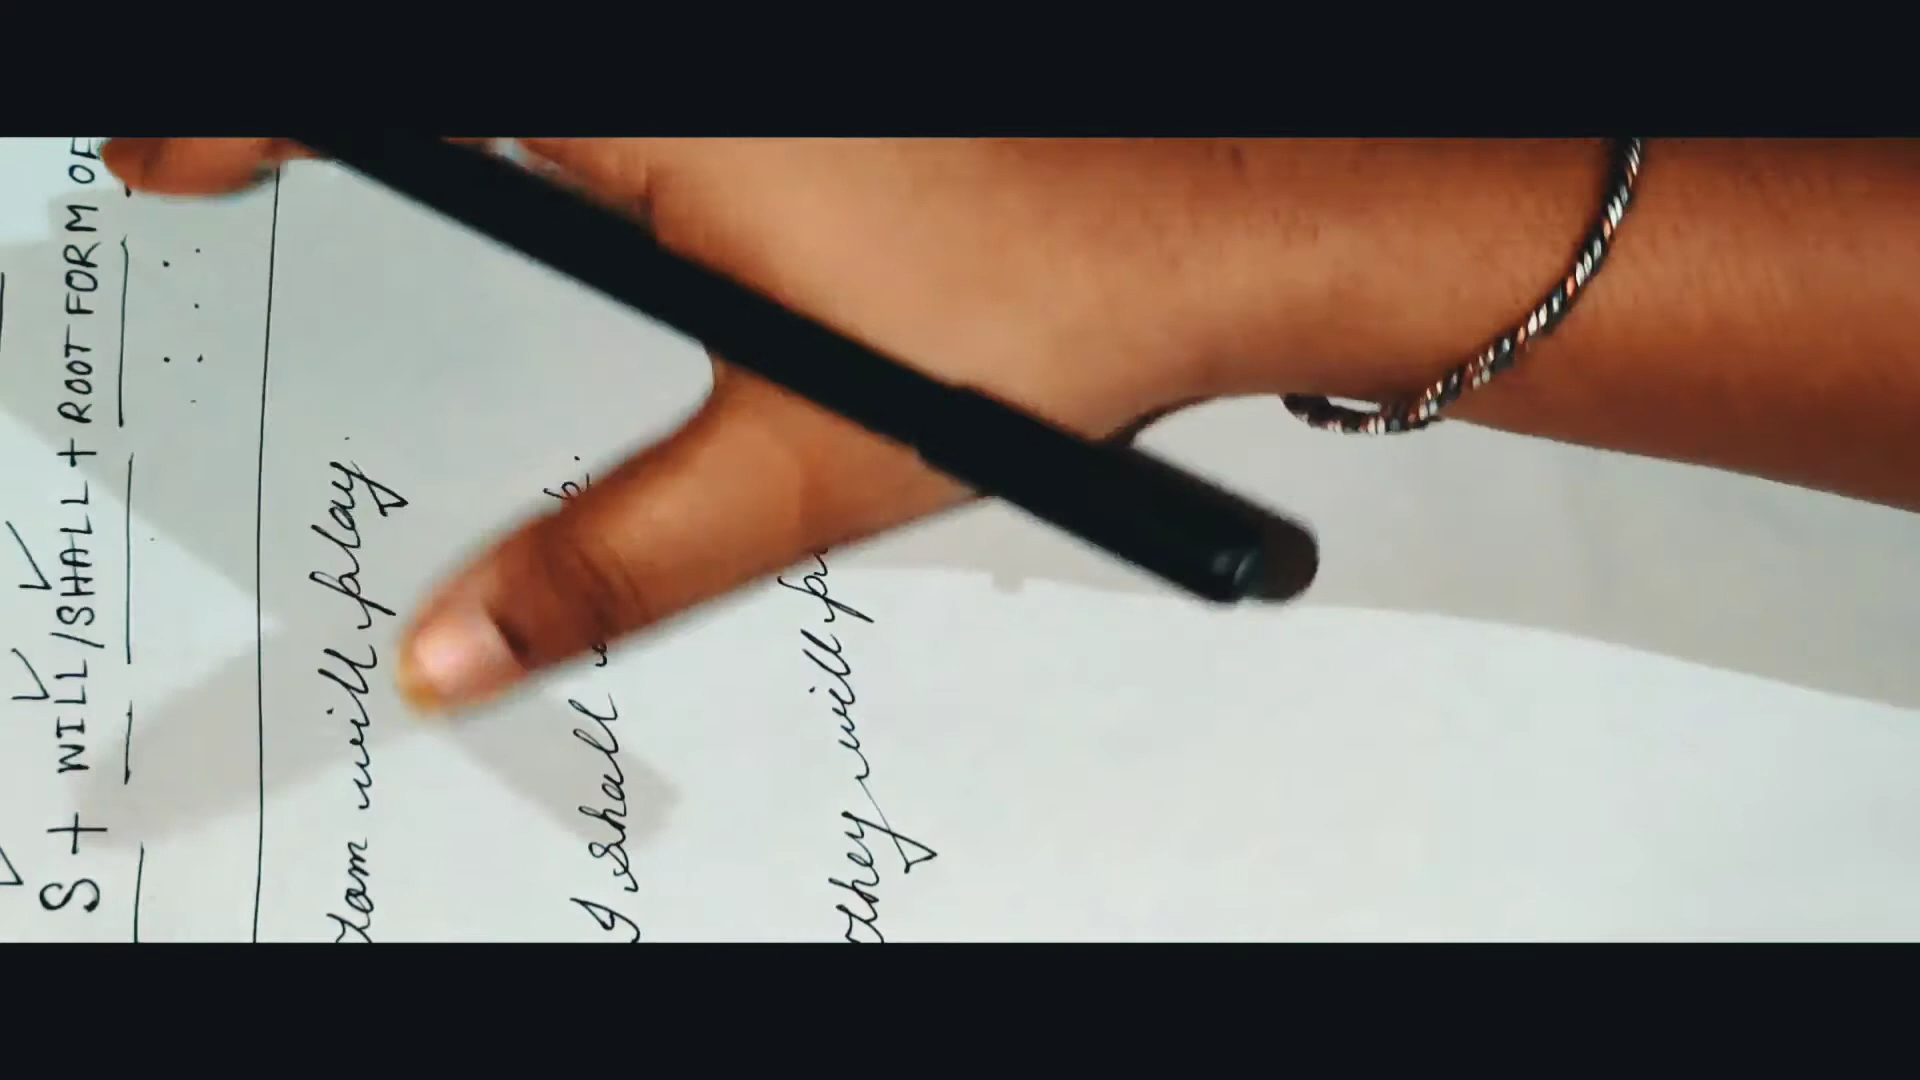 S + WILL/SHALL + ROOT FORM OF
Tom will play.
I shall
They will